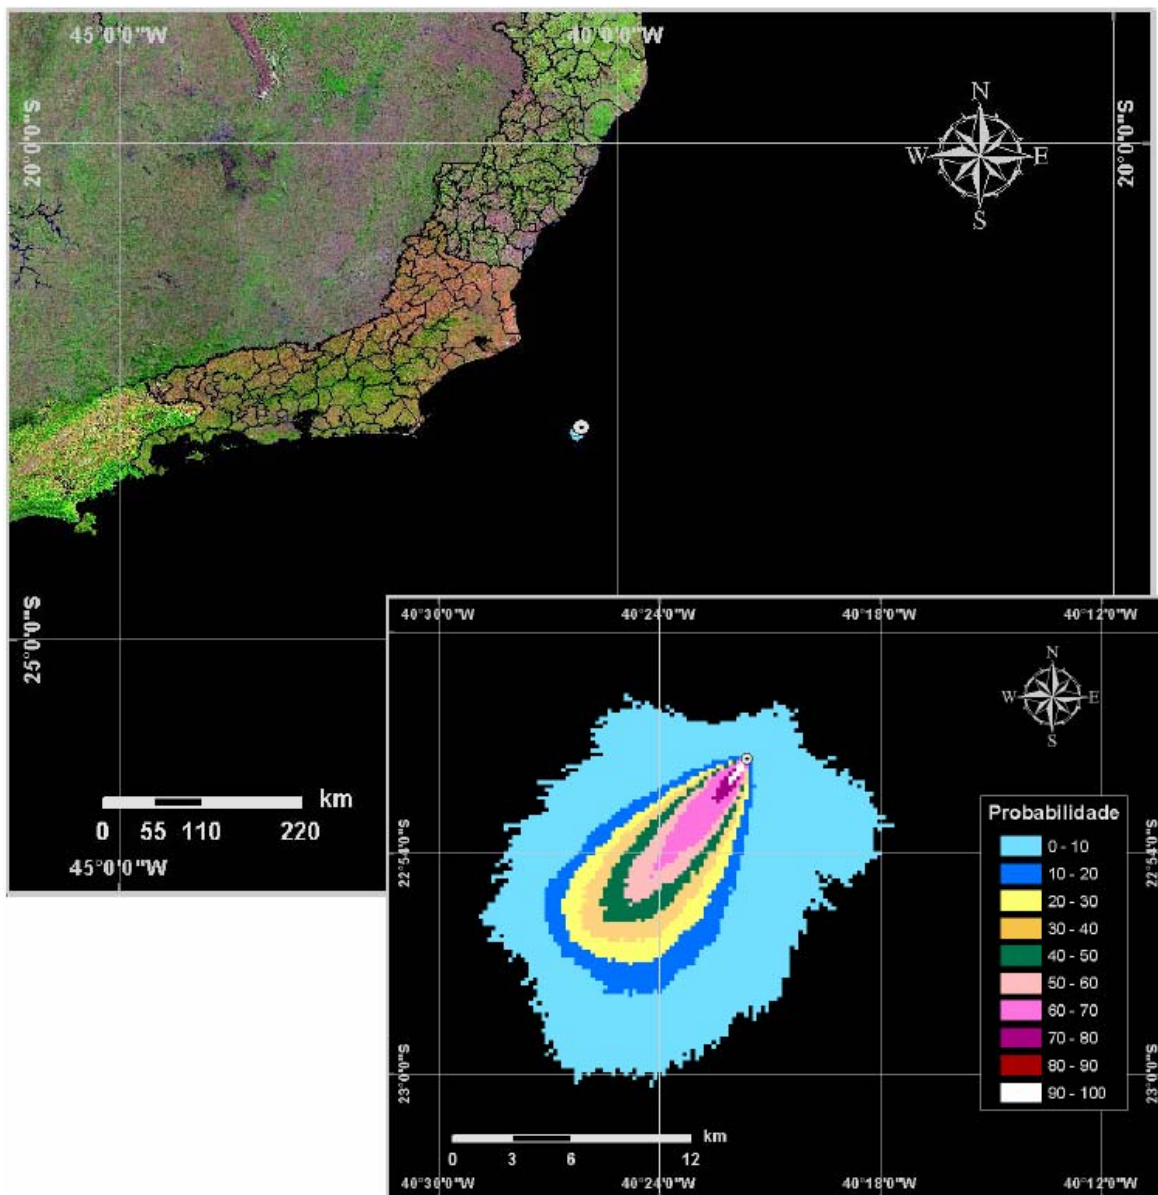 45°0'0"W
40°0'0"W
20°0'0"S
20°0'0"S
N
W
E
S
25°0'0"S
km
0 55 110 220
45°0'0"W
40°30'0"W
40°24'0"W
40°18'0"W
40°12'0"W
N
W
E
S
22°54'0"S
22°54'0"S
Probabilidade
0 - 10
10 - 20
20 - 30
30 - 40
40 - 50
50 - 60
60 - 70
70 - 80
80 - 90
90 - 100
23°0'0"S
23°0'0"S
km
0 3 6 12
40°30'0"W
40°24'0"W
40°18'0"W
40°12'0"W